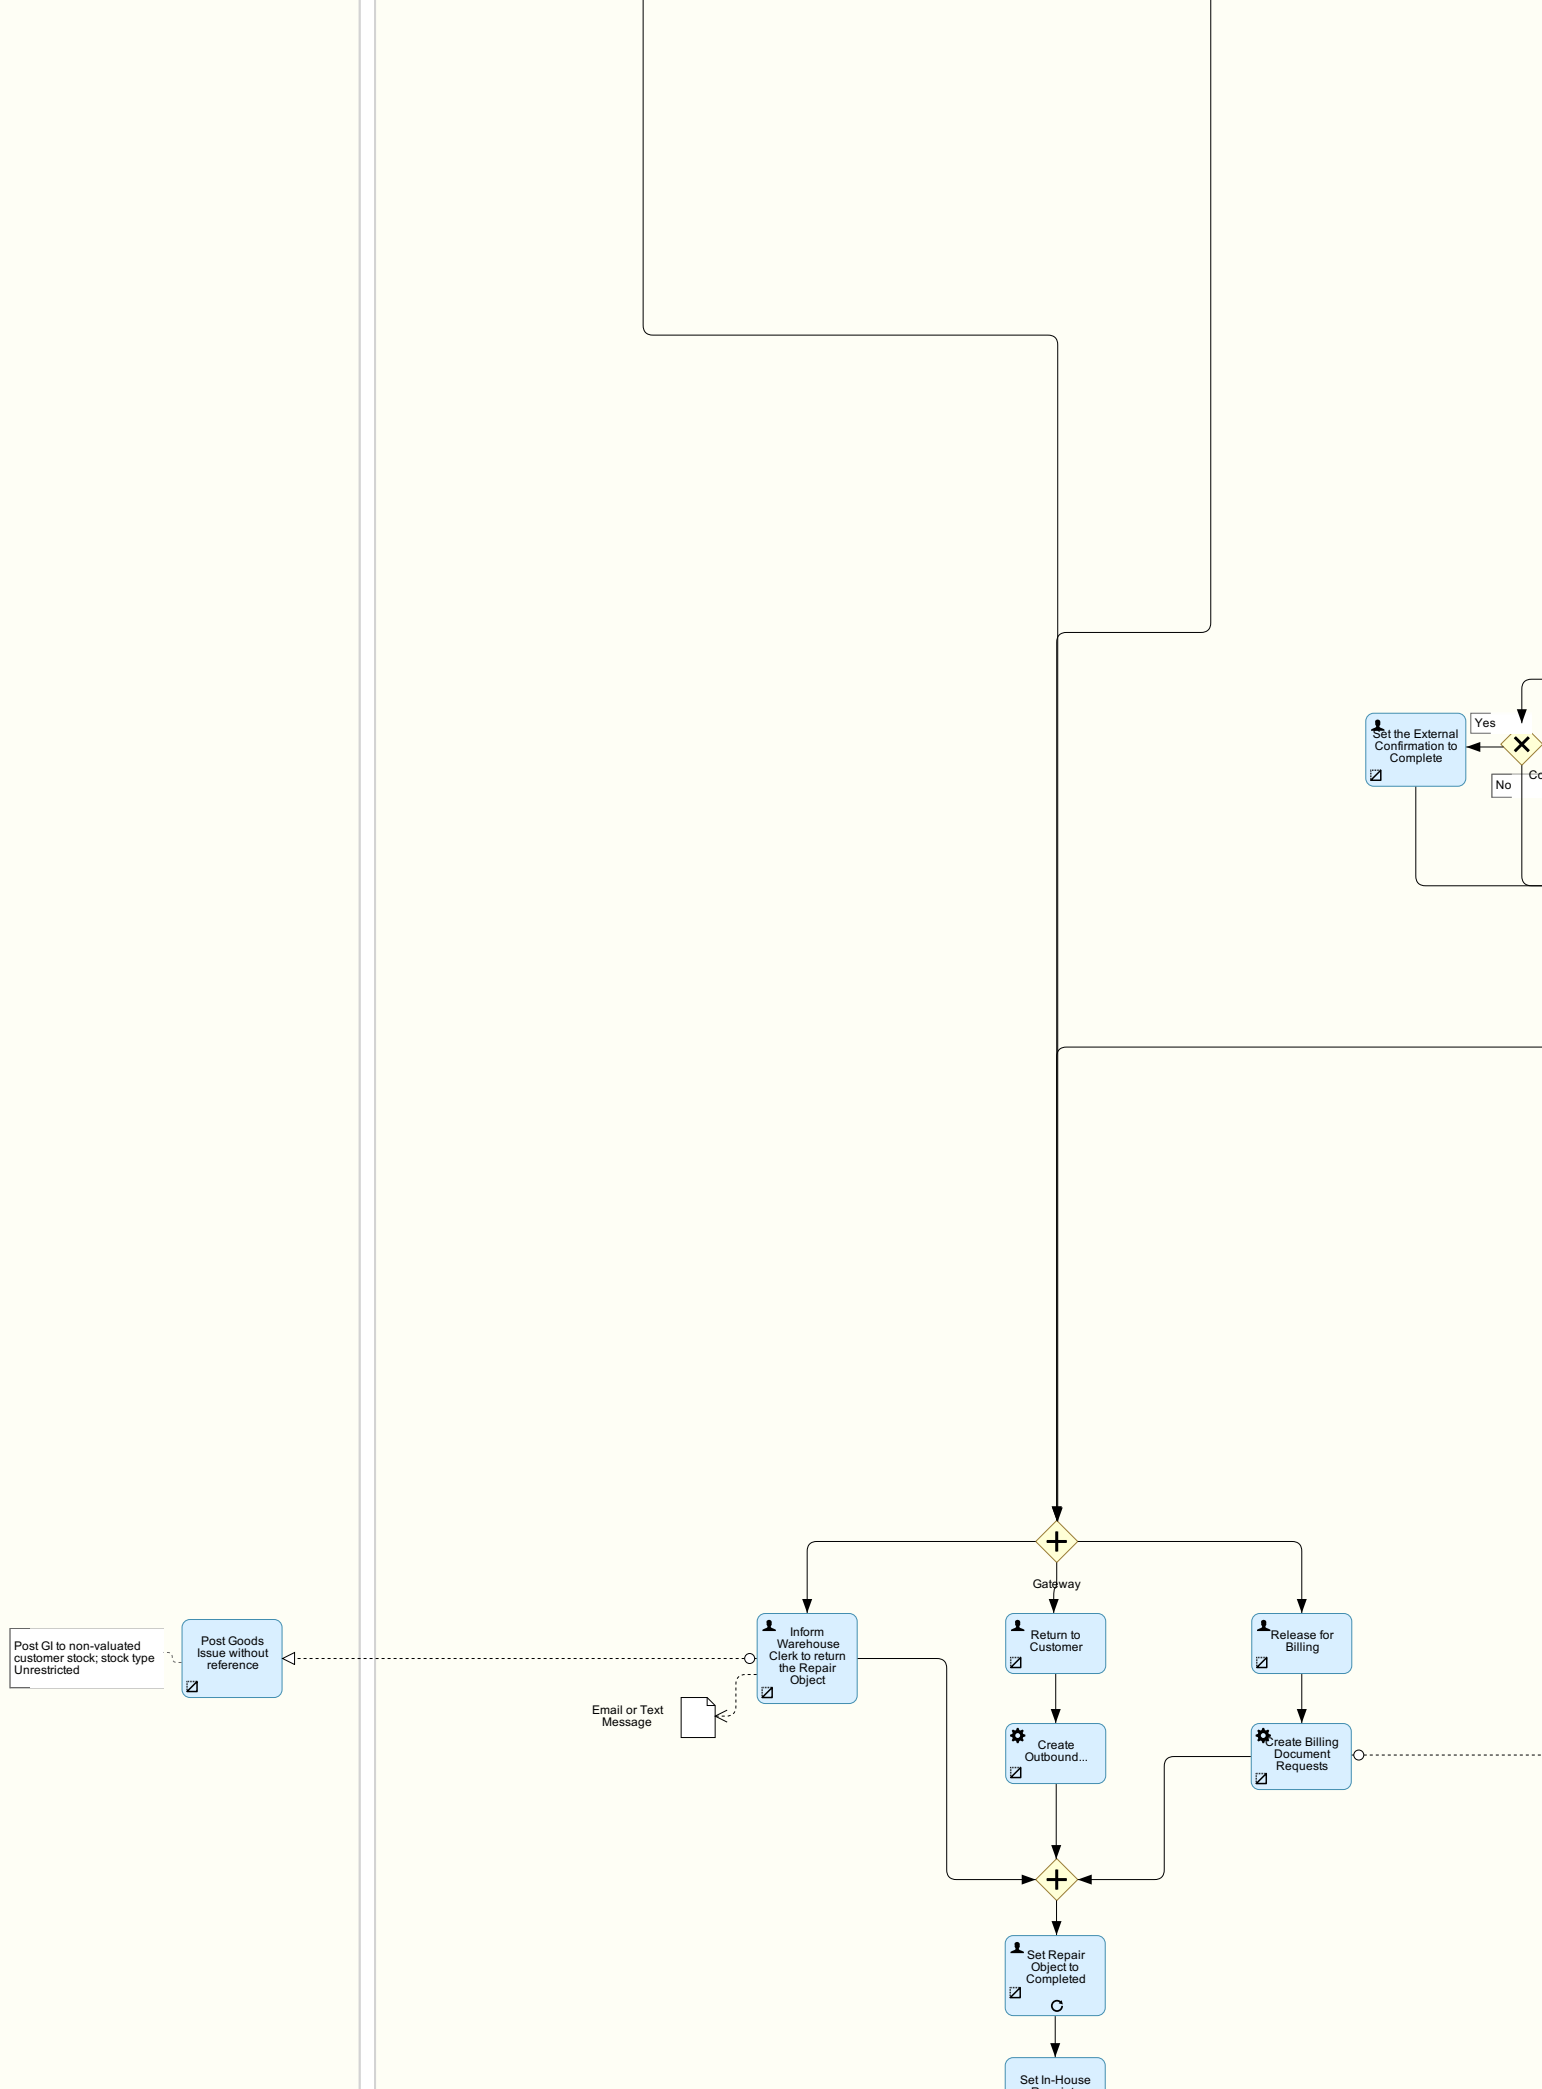 Yes
Set the External
Confirmation to
Complete
No
Gateway
Post GI to non-valuated
customer stock; stock type
Unrestricted
Post Goods
Issue without
reference
Inform
Warehouse
Clerk to return
the Repair
Object
Email or Text
Message
Return to
Customer
Release for
Billing
Create
Outbound...
Create Billing
Document
Requests
Set Repair
Object to
Completed
Set In-House